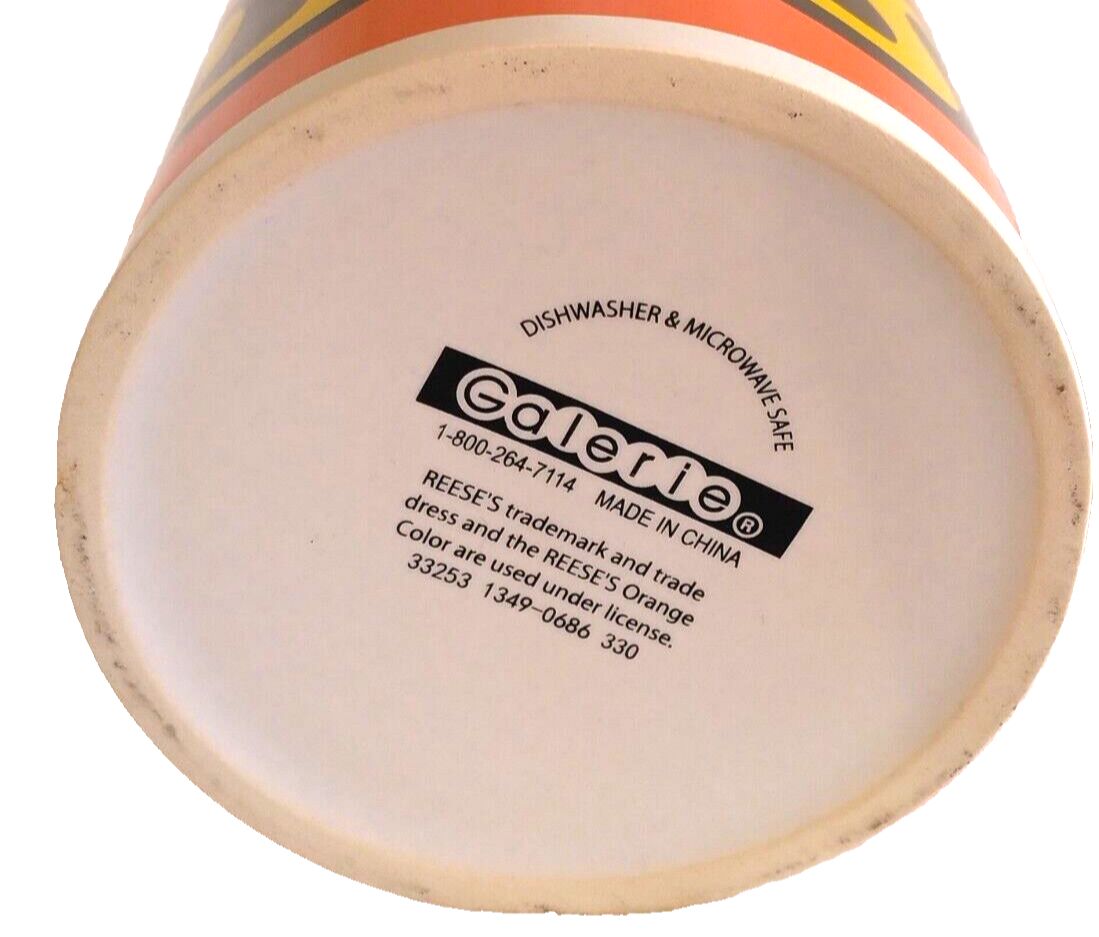 DISHWASHER & MICROWAVE SAFE
Galerie®
1-800-264-7114 MADE IN CHINA
REESE'S trademark and trade
dress and the REESE'S Orange
Color are used under license.
33253 1349-0686 330